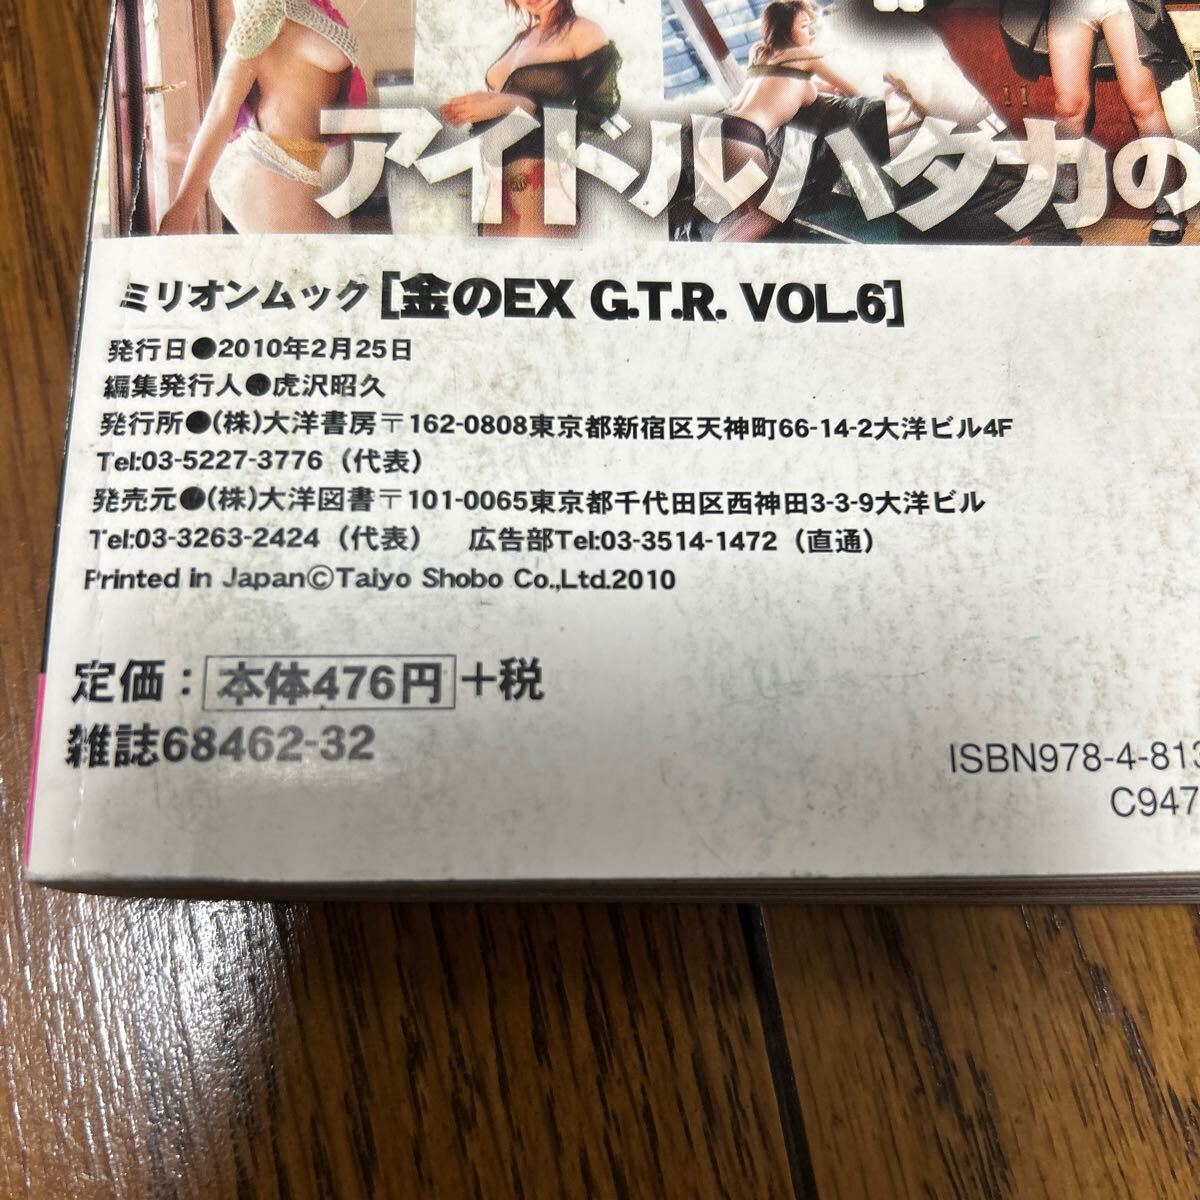 アイドルハダカの
ミリオンムック［金のEX G.T.R. VOL.6］
発行日●2010年2月25日
編集発行人●虎沢昭久
発行所●(株)大洋書房〒162-0808東京都新宿区天神町66-14-2大洋ビル4F
Tel:03-5227-3776（代表）
発売元●(株)大洋図書〒101-0065東京都千代田区西神田3-3-9大洋ビル
Tel:03-3263-2424（代表） 広告部Tel:03-3514-1472（直通）
Printed in Japan©Taiyo Shobo Co.,Ltd.2010
定価：本体476円+税
雑誌68462-32
ISBN978-4-813
C947